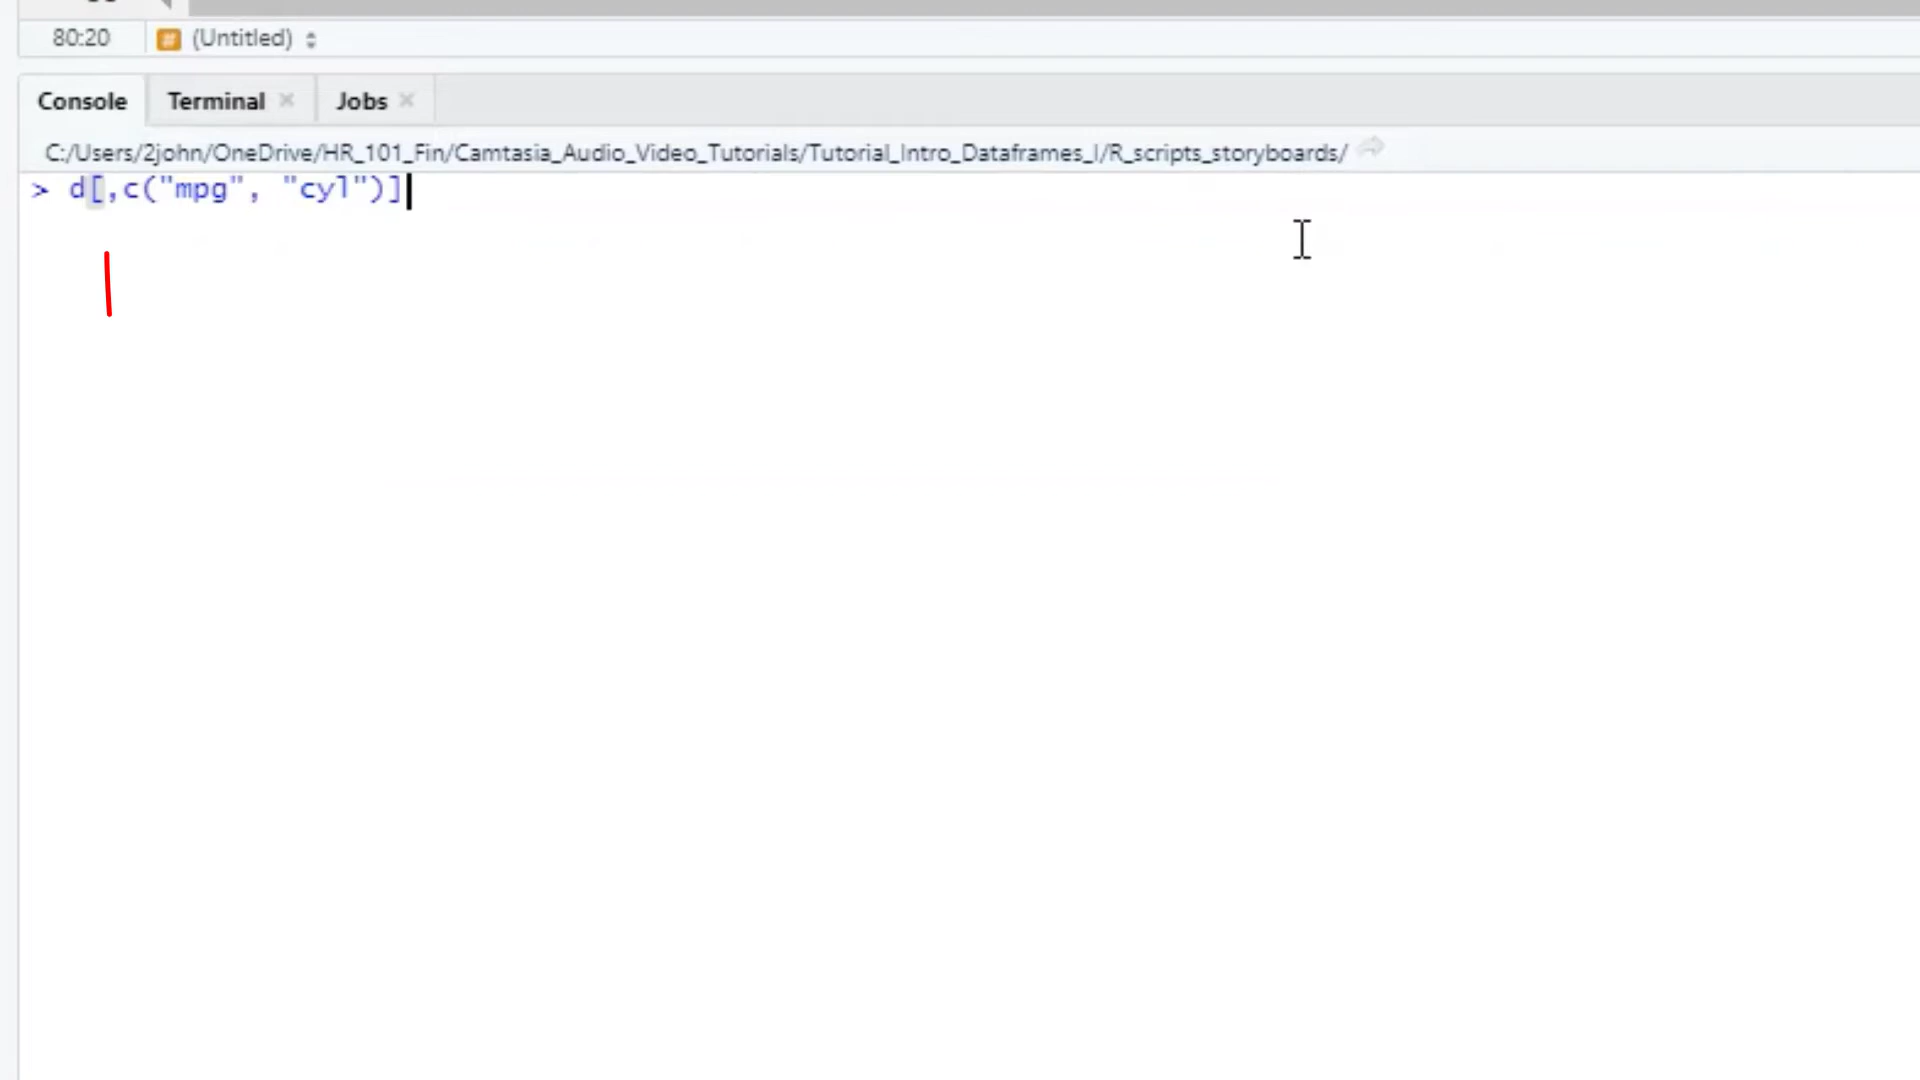 80:20 (Untitled)
Console Terminal Jobs
C:/Users/2john/OneDrive/HR_101_Fin/Camtasia_Audio_Video_Tutorials/Tutorial_Intro_Dataframes_I/R_scripts_storyboards/
> d[,c("mpg", "cyl")]